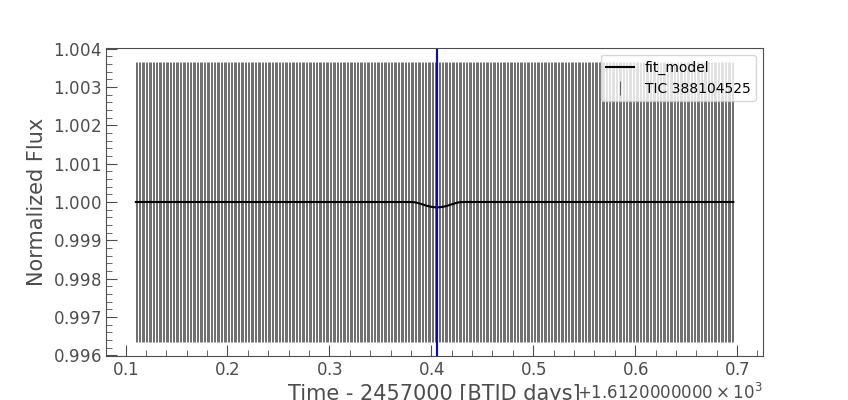 1.004
1.003
1.002
1.001
1.000
0.999
0.998
0.997
0.996
Normalized Flux
fit_model
TIC 388104525
0.1 0.2 0.3 0.4 0.5 0.6 0.7
Time - 2457000 [BTJD days]
+1.6120000000 × 10³